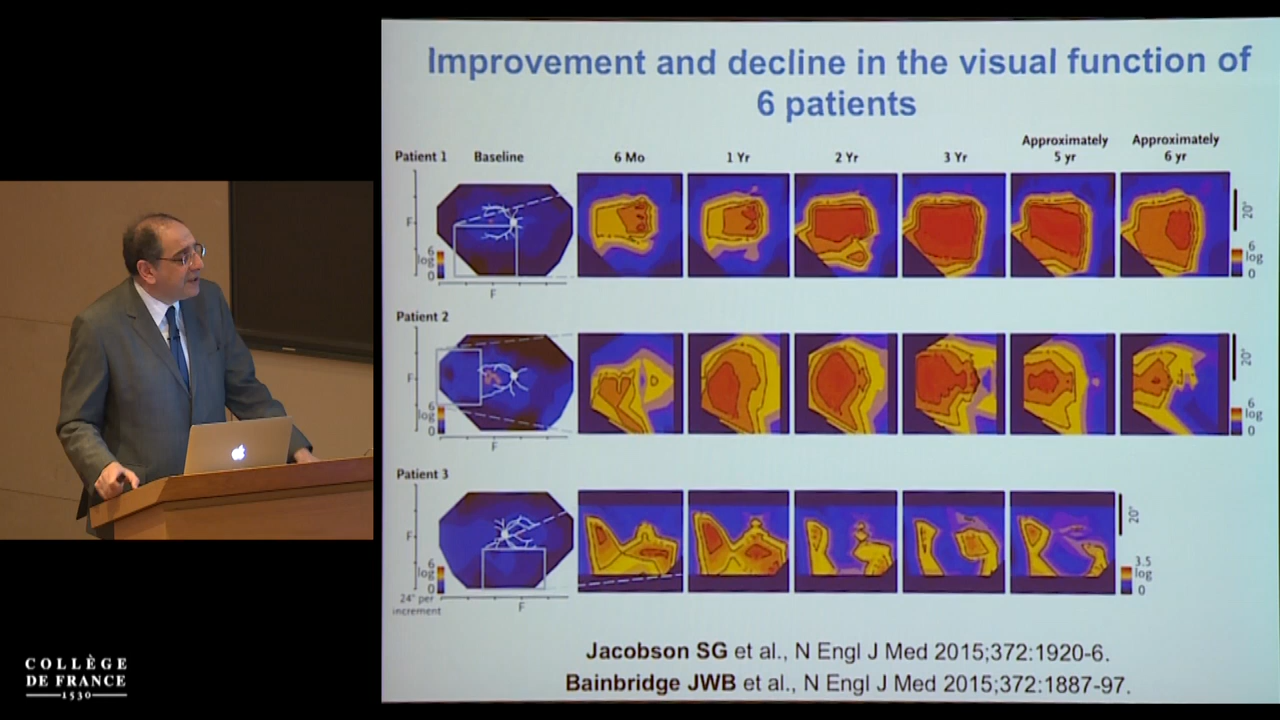 Improvement and decline in the visual function of
6 patients
Patient 1 Baseline 6 Mo 1 Yr 2 Yr 3 Yr Approximately 5 yr Approximately 6 yr
F
6
log
0
F
20°
6
log
0
Patient 2
F
6
log
0
F
20°
6
log
0
Patient 3
F
6
log
0
24° per
increment
F
20°
3.5
log
0
Jacobson SG et al., N Engl J Med 2015;372:1920-6.
Bainbridge JWB et al., N Engl J Med 2015;372:1887-97.
COLLÈGE
DE FRANCE
1530